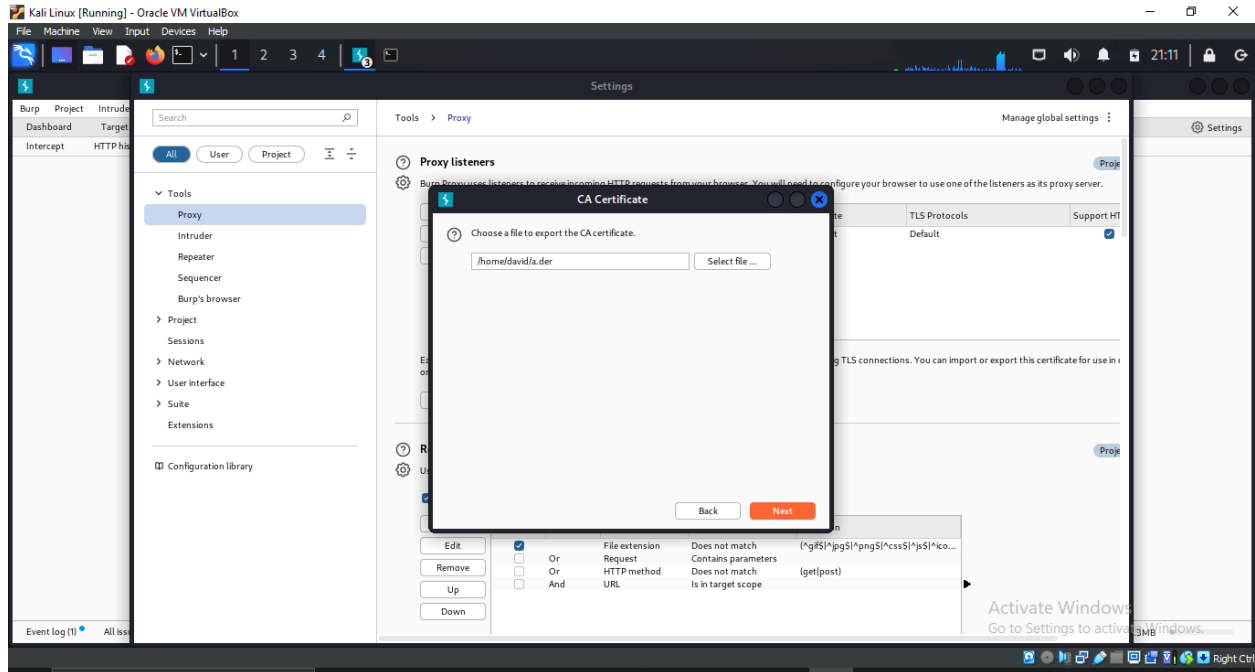 Kali Linux [Running] - Oracle VM VirtualBox
File Machine View Input Devices Help
1 2 3 4 3 21:11
Settings
Burp Project Intrude
Dashboard Target
Intercept HTTP his
Settings
Search
All User Project
Tools
Proxy
Intruder
Repeater
Sequencer
Burp's browser
Project
Sessions
Network
User interface
Suite
Extensions
Configuration library
Tools > Proxy
Manage global settings
Proxy listeners
Proje
Burp Proxy uses listeners to receive incoming HTTP requests from your browser. You will need to configure your browser to use one of the listeners as its proxy server.
te TLS Protocols Support HT
t Default
CA Certificate
Choose a file to export the CA certificate.
/home/david/a.der
Select file ...
Back Next
Ea
g TLS connections. You can import or export this certificate for use in
or
R
Proje
Us
n
Edit File extension Does not match (^gif$|^jpg$|^png$|^css$|^js$|^ico...
Or Request Contains parameters
Remove Or HTTP method Does not match (get|post)
And URL Is in target scope
Up
Down
Activate Windows
Go to Settings to activate Windows.
Event log (1) All issu
.3MB
Right Ctrl